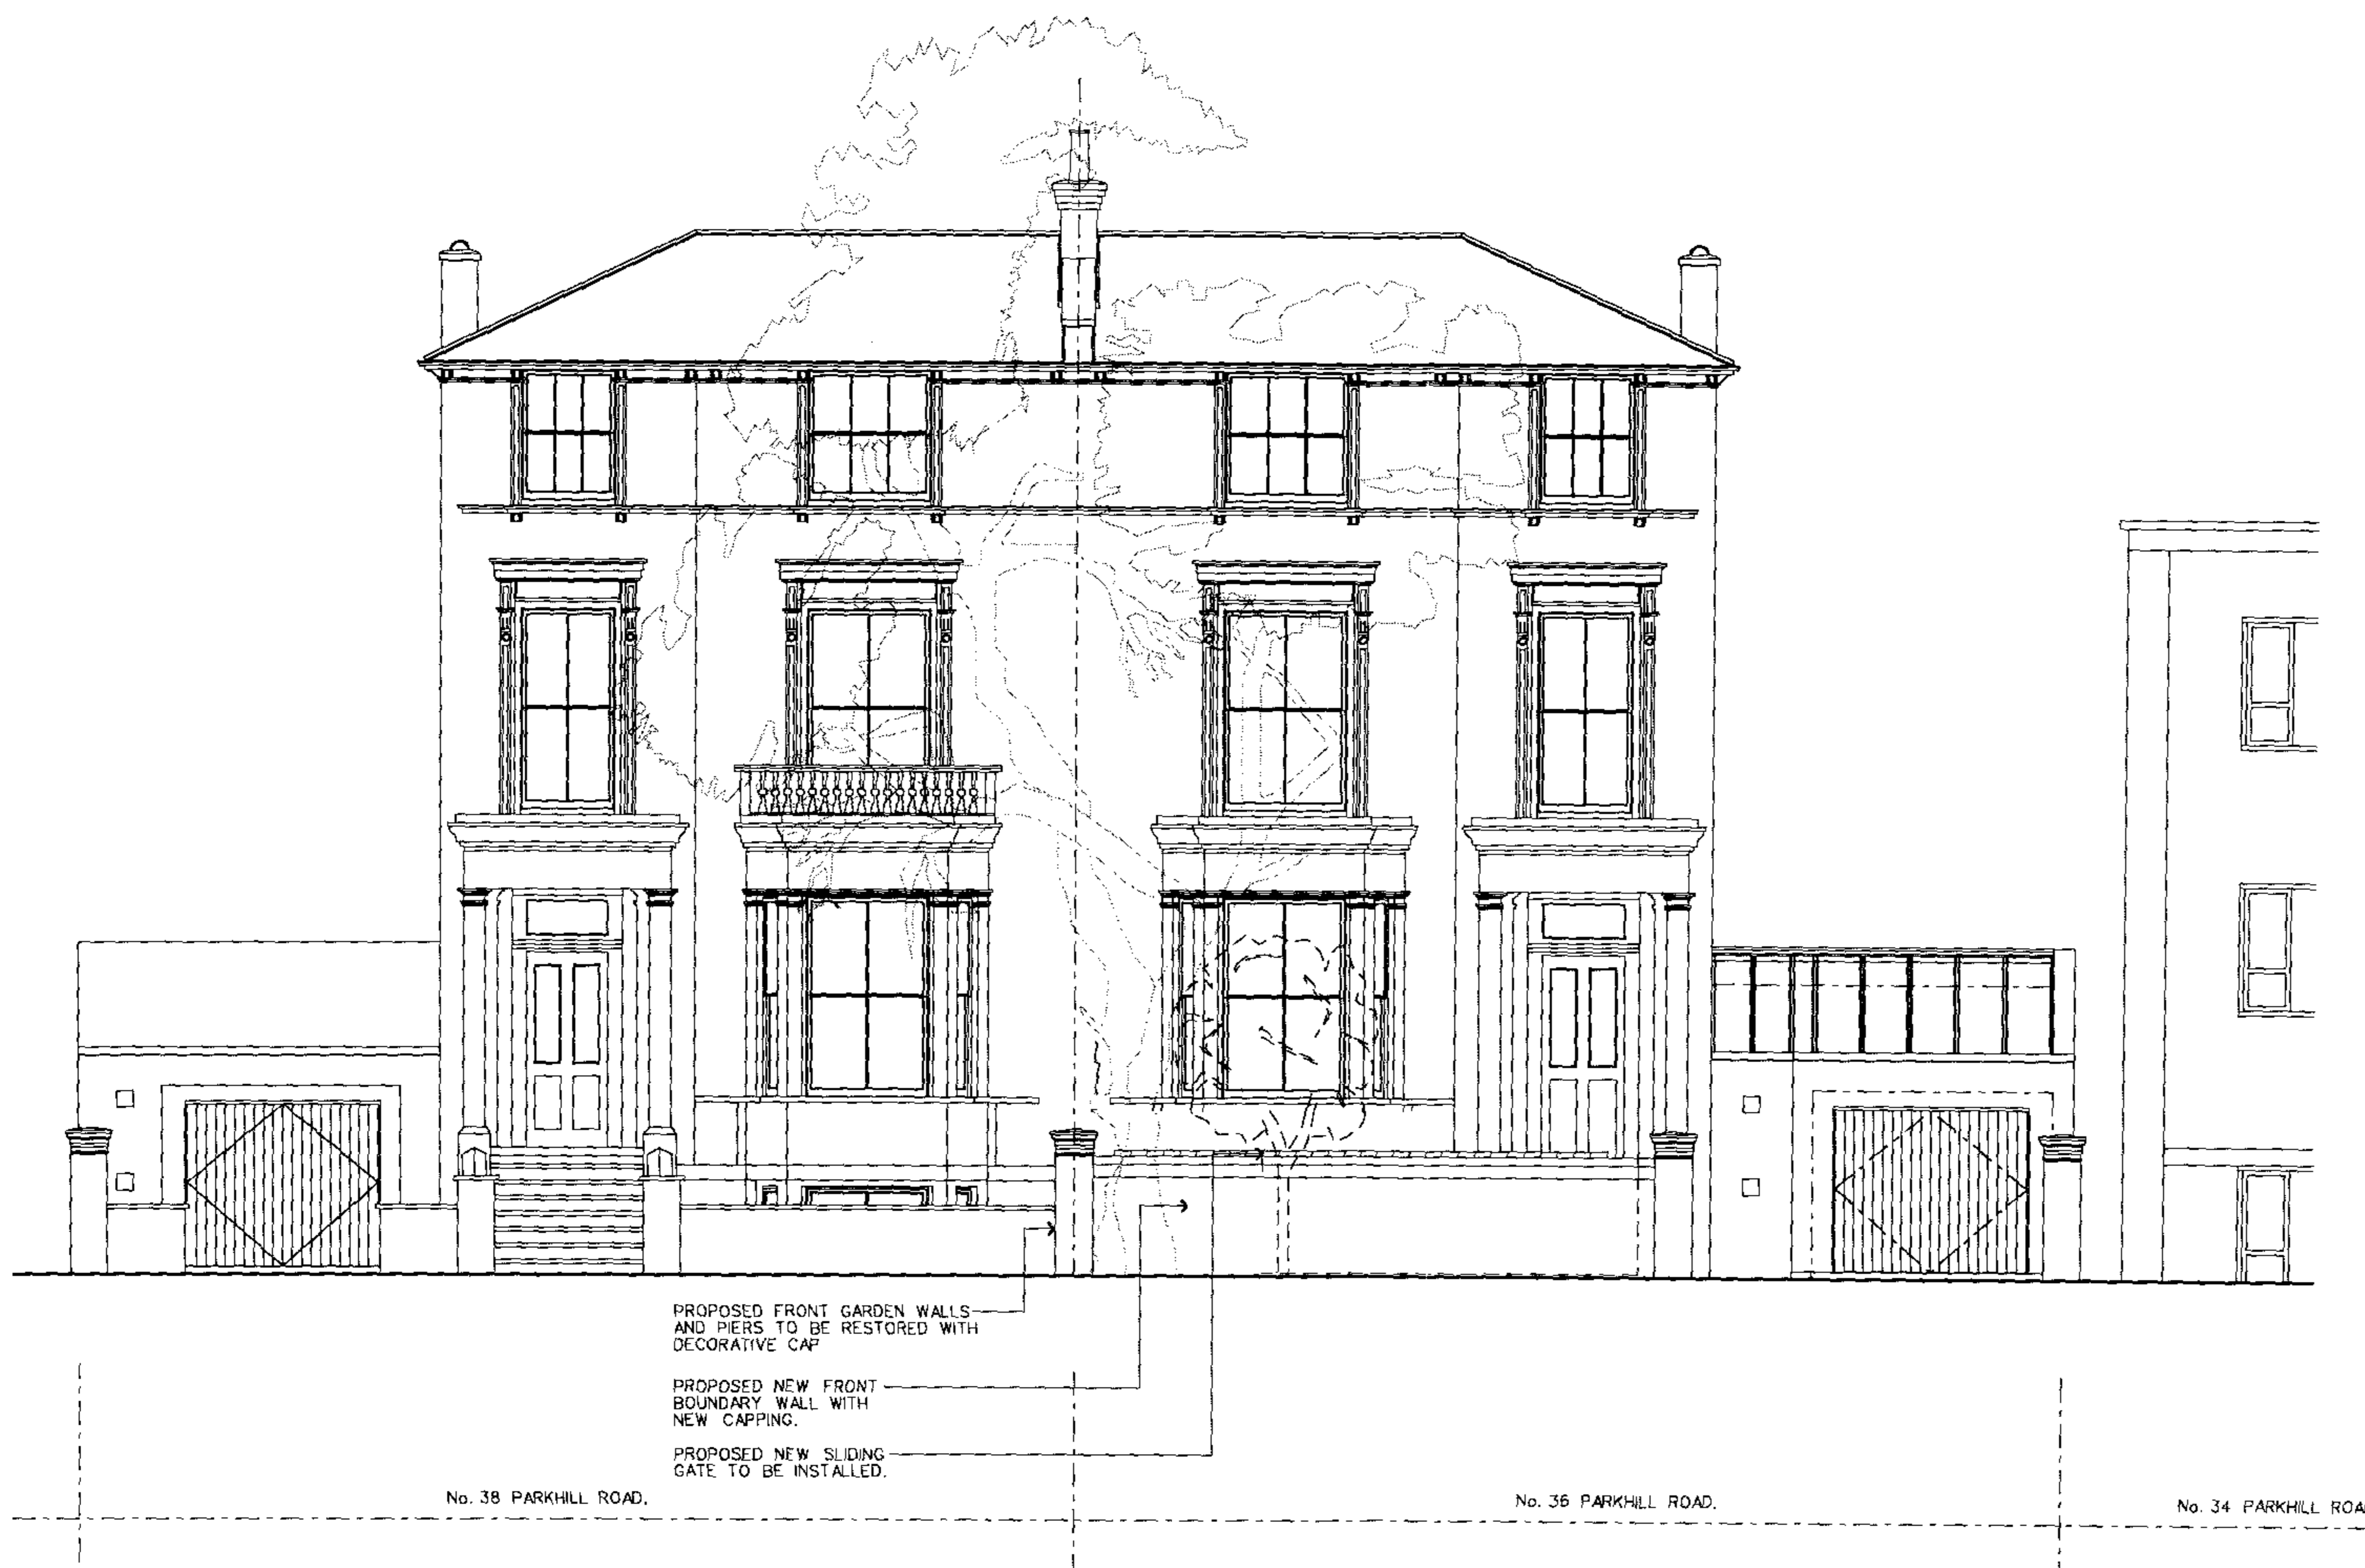 PROPOSED FRONT GARDEN WALLS
AND PIERS TO BE RESTORED WITH
DECORATIVE CAP
PROPOSED NEW FRONT
BOUNDARY WALL WITH
NEW CAPPING.
PROPOSED NEW SLIDING
GATE TO BE INSTALLED.
No. 38 PARKHILL ROAD.
No. 36 PARKHILL ROAD.
No. 34 PARKHILL ROA